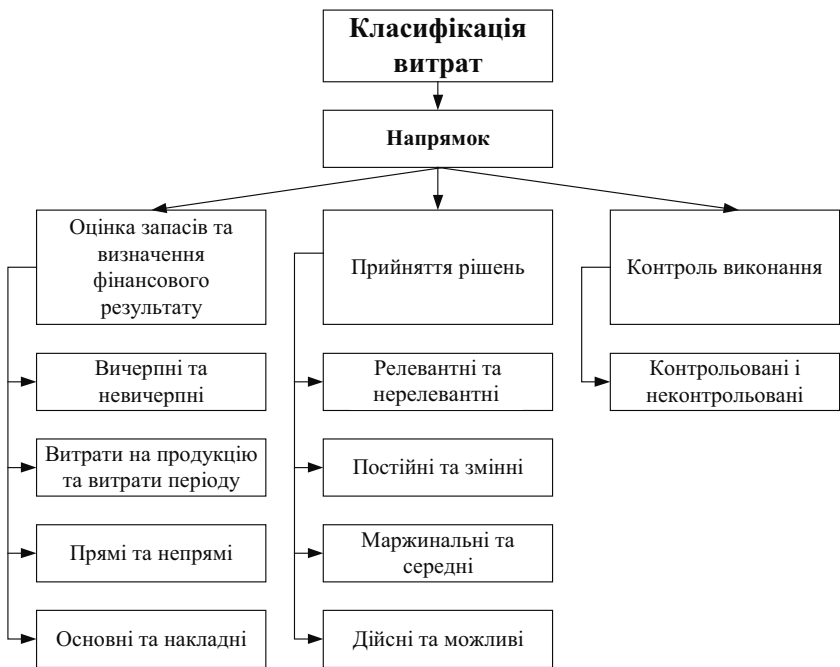 Класифікація
витрат
Напрямок
Оцінка запасів та
визначення
фінансового
результату
Прийняття рішень
Контроль виконання
Вичерпні та
невичерпні
Релевантні та
нерелевантні
Контрольовані і
неконтрольовані
Витрати на продукцію
та витрати періоду
Постійні та змінні
Прямі та непрямі
Маржинальні та
середні
Основні та накладні
Дійсні та можливі